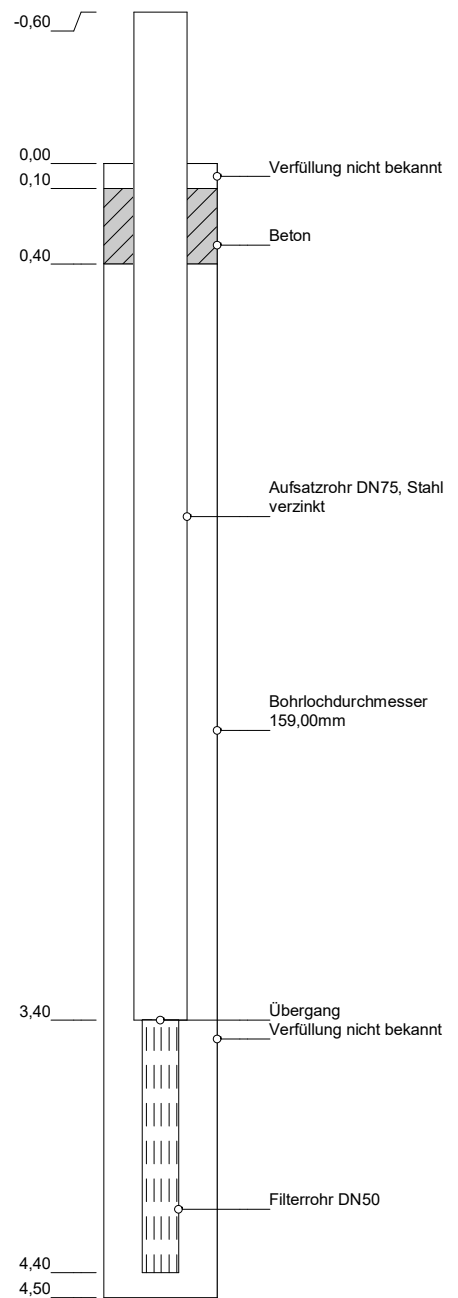 -0,60
0,00
Verfüllung nicht bekannt
0,10
Beton
0,40
Aufsatzrohr DN75, Stahl
verzinkt
Bohrlochdurchmesser
159,00mm
3,40
Übergang
Verfüllung nicht bekannt
Filterrohr DN50
4,40
4,50